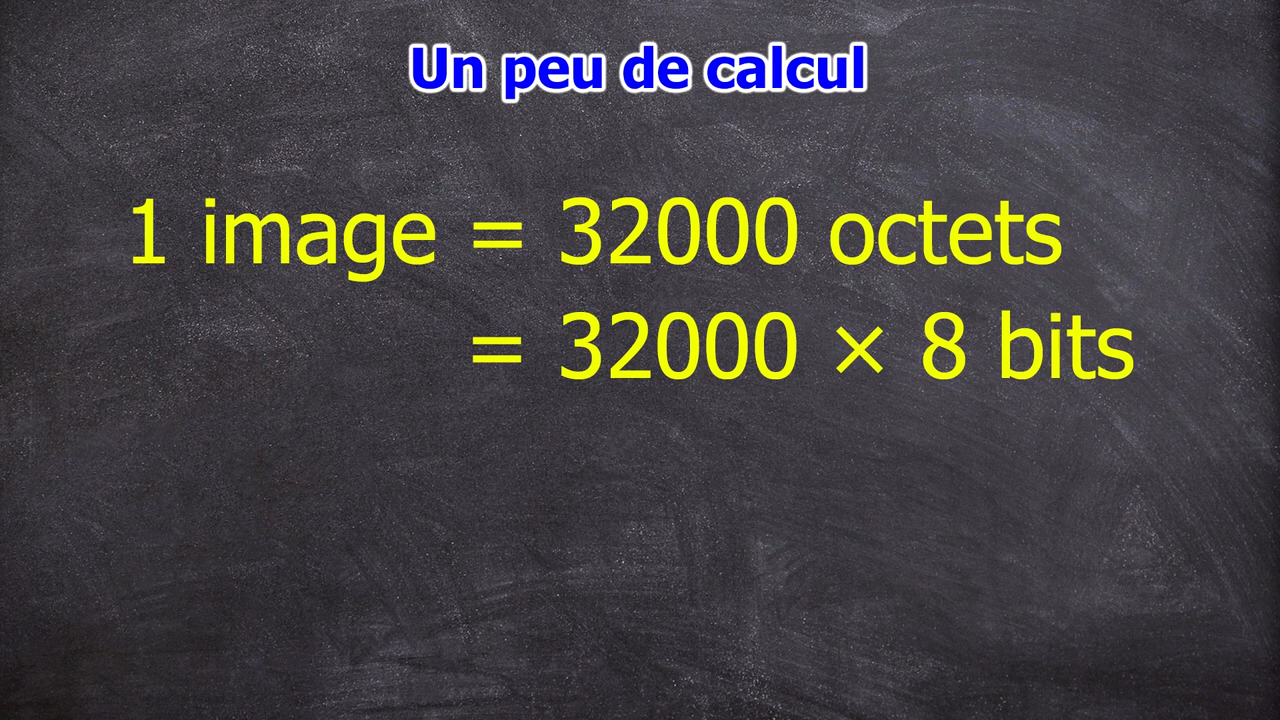 Un peu de calcul
1 image = 32000 octets
= 32000 × 8 bits